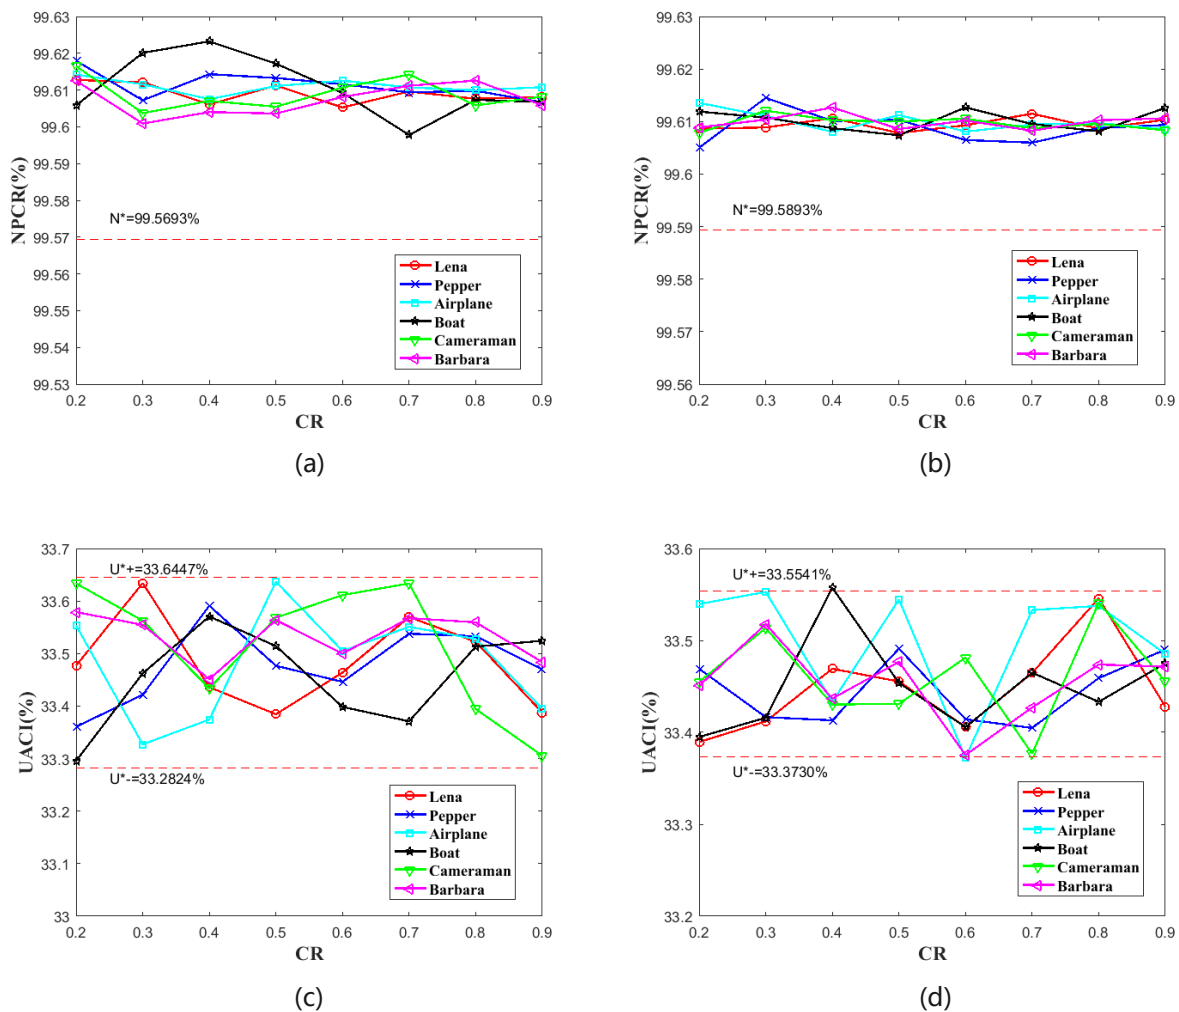 99.63
99.62
99.61
99.6
99.59
99.58
99.57
99.56
99.55
99.54
99.53
NPCR(%)
N*=99.5693%
Lena
Pepper
Airplane
Boat
Cameraman
Barbara
0.2 0.3 0.4 0.5 0.6 0.7 0.8 0.9
CR
(a)
99.63
99.62
99.61
99.6
99.59
99.58
99.57
99.56
NPCR(%)
N*=99.5893%
Lena
Pepper
Airplane
Boat
Cameraman
Barbara
0.2 0.3 0.4 0.5 0.6 0.7 0.8 0.9
CR
(b)
33.7
33.6
33.5
33.4
33.3
33.2
33.1
33
UACI(%)
U*+=33.6447%
U*-=33.2824%
Lena
Pepper
Airplane
Boat
Cameraman
Barbara
0.2 0.3 0.4 0.5 0.6 0.7 0.8 0.9
CR
(c)
33.6
33.5
33.4
33.3
33.2
UACI(%)
U*+=33.5541%
U*-=33.3730%
Lena
Pepper
Airplane
Boat
Cameraman
Barbara
0.2 0.3 0.4 0.5 0.6 0.7 0.8 0.9
CR
(d)